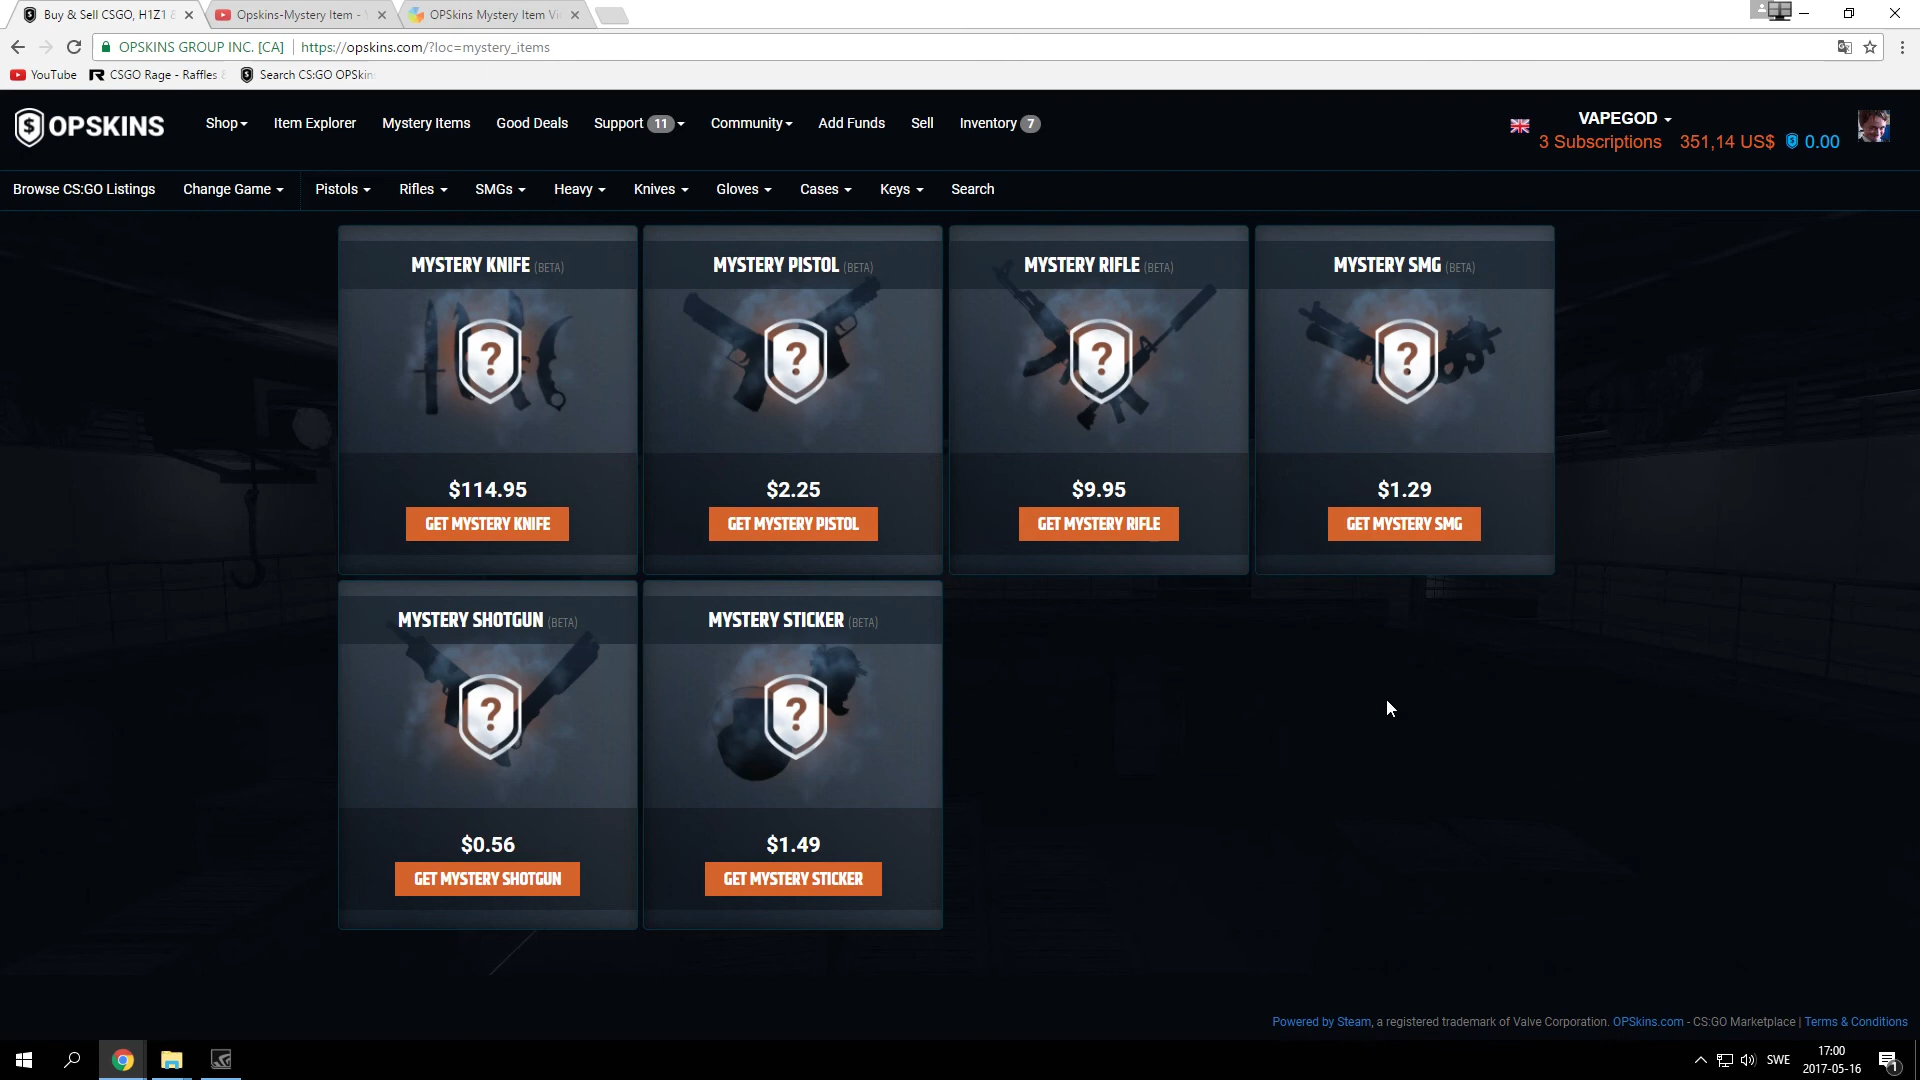 Buy & Sell CSGO, H1Z1
Opskins-Mystery Item -
OPSkins Mystery Item Vi
OPSKINS GROUP INC. [CA] https://opskins.com/?loc=mystery_items
YouTube CSGO Rage - Raffles Search CS:GO OPSkin
OPSKINS Shop Item Explorer Mystery Items Good Deals Support 11 Community Add Funds Sell Inventory 7
VAPEGOD
3 Subscriptions 351,14 US$ 0.00
Browse CS:GO Listings Change Game Pistols Rifles SMGs Heavy Knives Gloves Cases Keys Search
MYSTERY KNIFE (BETA) MYSTERY PISTOL (BETA) MYSTERY RIFLE (BETA) MYSTERY SMG (BETA)
? ? ? ?
$114.95 $2.25 $9.95 $1.29
GET MYSTERY KNIFE GET MYSTERY PISTOL GET MYSTERY RIFLE GET MYSTERY SMG
MYSTERY SHOTGUN (BETA) MYSTERY STICKER (BETA)
? ?
$0.56 $1.49
GET MYSTERY SHOTGUN GET MYSTERY STICKER
Powered by Steam, a registered trademark of Valve Corporation. OPSkins.com - CS:GO Marketplace | Terms & Conditions
SWE
17:00
2017-05-16
1